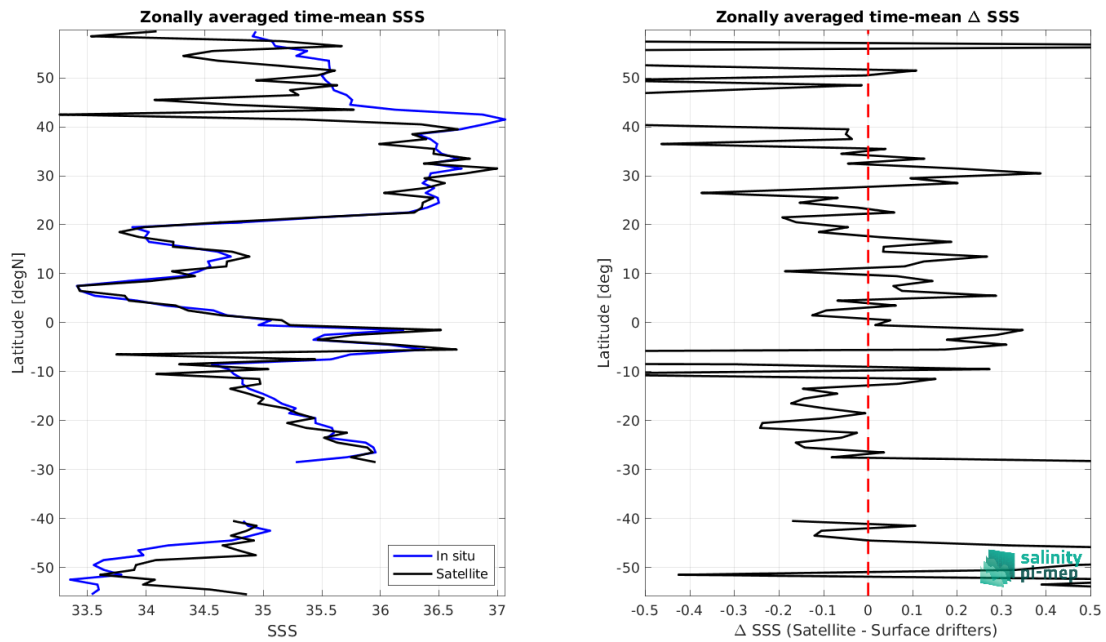 Zonally averaged time-mean SSS
Latitude [degN]
50
40
30
20
10
0
-10
-20
-30
-40
-50
33.5 34 34.5 35 35.5 36 36.5 37
SSS
In situ
Satellite
Zonally averaged time-mean Δ SSS
Latitude [deg]
50
40
30
20
10
0
-10
-20
-30
-40
-50
-0.5 -0.4 -0.3 -0.2 -0.1 0 0.1 0.2 0.3 0.4 0.5
Δ SSS (Satellite - Surface drifters)
salinity
pi-mep